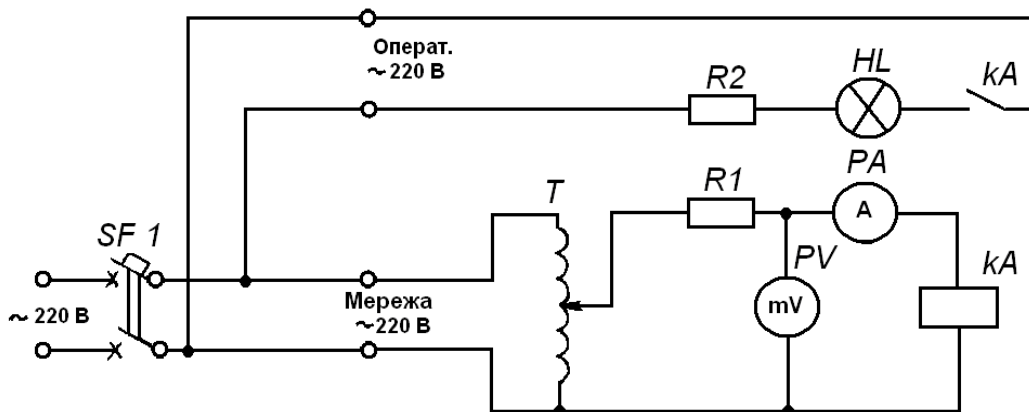 Операт.
~ 220 В
R2
HL
kA
T
R1
PA
A
SF 1
PV
kA
~ 220 В
Мережа
~220 В
mV